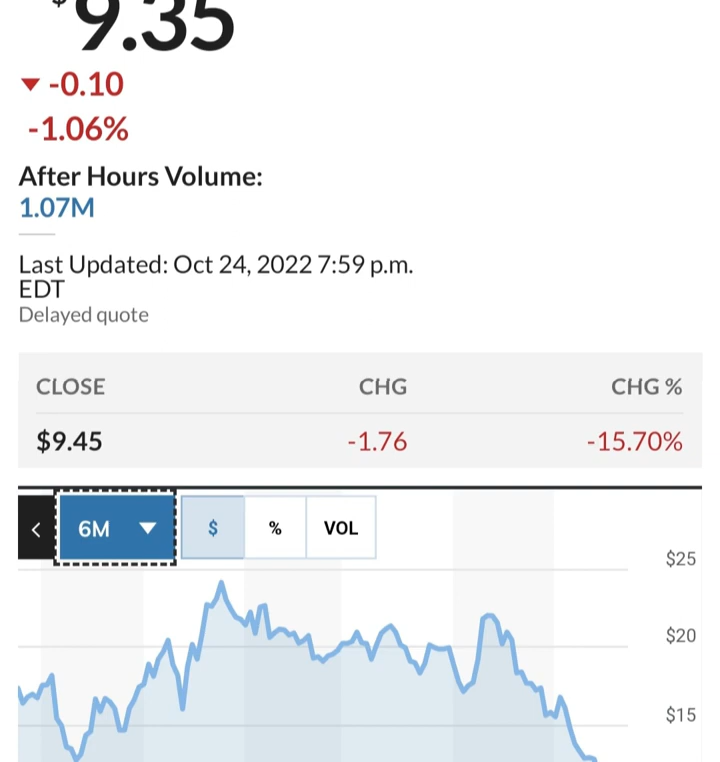 $9.35
-0.10
-1.06%
After Hours Volume:
1.07M
Last Updated: Oct 24, 2022 7:59 p.m.
EDT
Delayed quote
CLOSE CHG CHG %
$9.45 -1.76 -15.70%
6M $ % VOL
$25
$20
$15